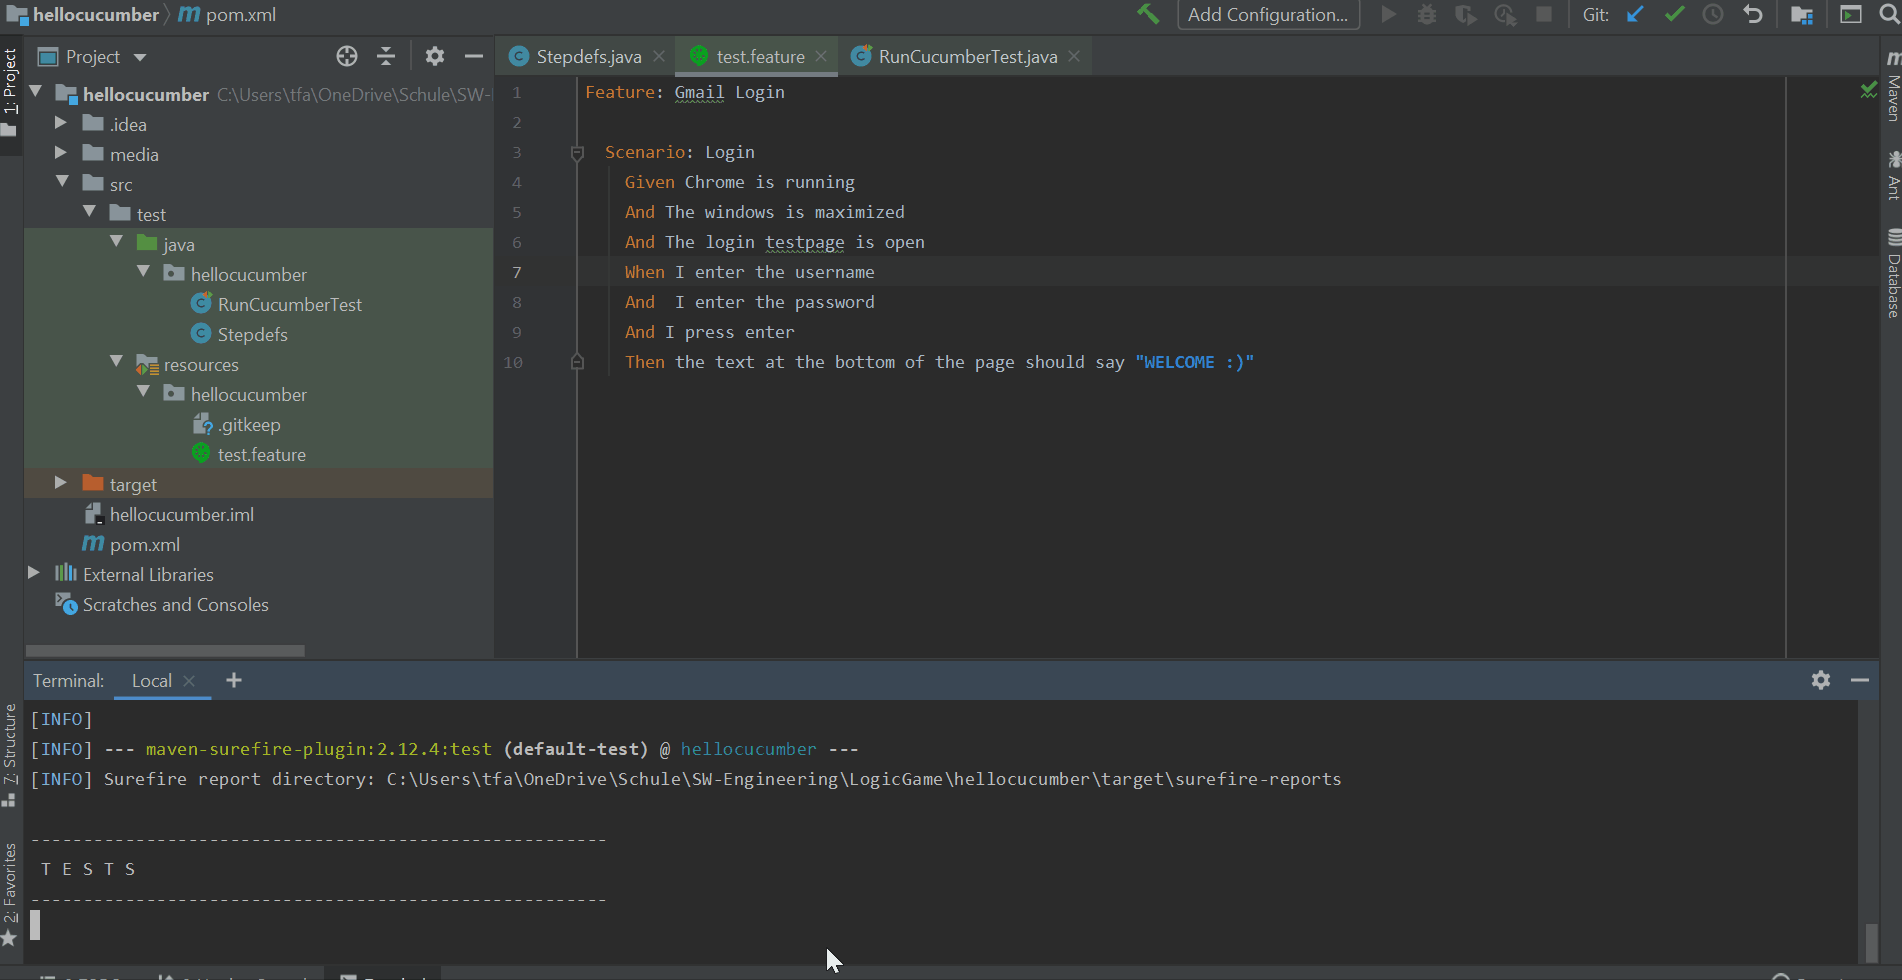 hellocucumber pom.xml
Add Configuration...
Git:
Project
Stepdefs.java
test.feature
RunCucumberTest.java
1: Project
hellocucumber C:\Users\tfa\OneDrive\Schule\SW-
.idea
media
src
test
java
hellocucumber
RunCucumberTest
Stepdefs
resources
hellocucumber
.gitkeep
test.feature
target
hellocucumber.iml
pom.xml
External Libraries
Scratches and Consoles
1 Feature: Gmail Login
2
3 Scenario: Login
4 Given Chrome is running
5 And The windows is maximized
6 And The login testpage is open
7 When I enter the username
8 And  I enter the password
9 And I press enter
10 Then the text at the bottom of the page should say "WELCOME :)"
Maven
Ant
Database
Terminal: Local
7: Structure
2: Favorites
[INFO]
[INFO] --- maven-surefire-plugin:2.12.4:test (default-test) @ hellocucumber ---
[INFO] Surefire report directory: C:\Users\tfa\OneDrive\Schule\SW-Engineering\LogicGame\hellocucumber\target\surefire-reports
-------------------------------------------------------
T E S T S
-------------------------------------------------------